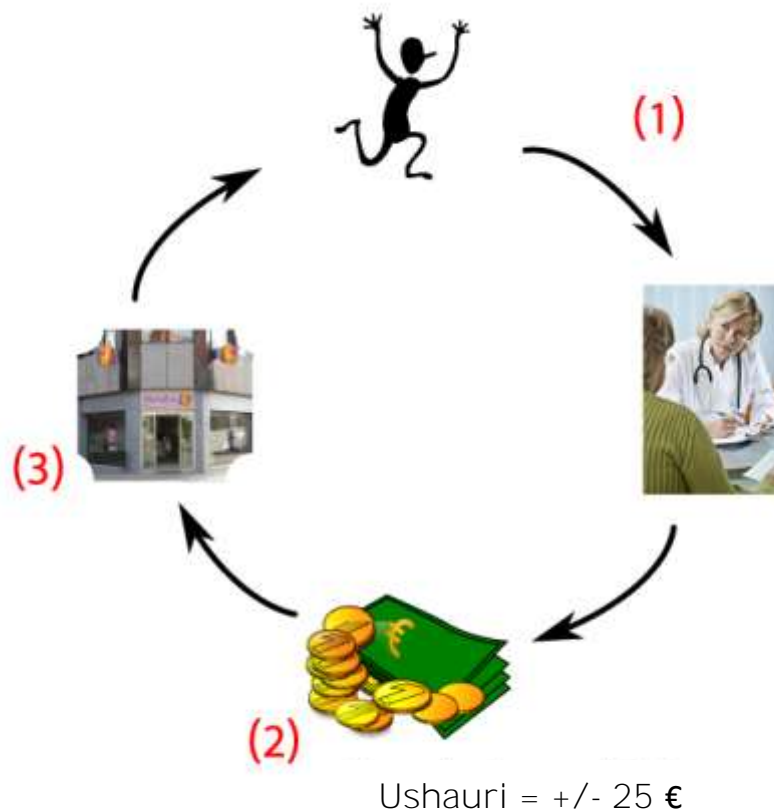 (1)
(3)
(2)
Ushauri = +/- 25 €